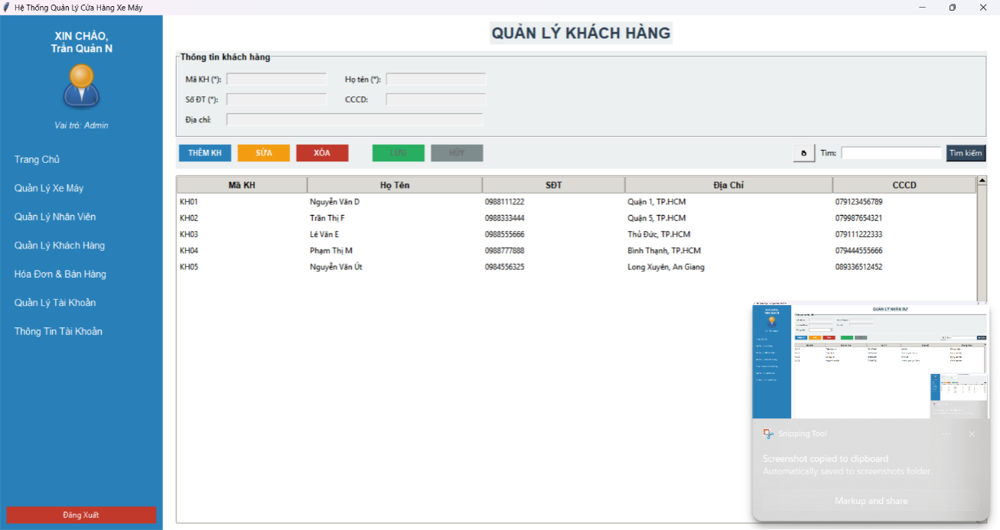 Hệ Thống Quản Lý Cửa Hàng Xe Máy
XIN CHÀO,
Trần Quản N
Vai trò: Admin
Trang Chủ
Quản Lý Xe Máy
Quản Lý Nhân Viên
Quản Lý Khách Hàng
Hóa Đơn & Bán Hàng
Quản Lý Tài Khoản
Thông Tin Tài Khoản
Đăng Xuất
QUẢN LÝ KHÁCH HÀNG
Thông tin khách hàng
Mã KH (*): Họ tên (*):
Số ĐT (*): CCCD:
Địa chỉ:
THÊM KH SỬA XÓA LƯU HỦY Tìm: Tìm kiếm
Mã KH Họ Tên SĐT Địa Chỉ CCCD
KH01 Nguyễn Văn D 0988111222 Quận 1, TP.HCM 079123456789
KH02 Trần Thị F 0988333444 Quận 5, TP.HCM 079987654321
KH03 Lê Văn E 0988555666 Thủ Đức, TP.HCM 079111222333
KH04 Phạm Thị M 0988777888 Bình Thạnh, TP.HCM 079444555666
KH05 Nguyễn Văn Út 0984556325 Long Xuyên, An Giang 089336512452
QUẢN LÝ NHÂN SỰ
Snipping Tool
Screenshot copied to clipboard
Automatically saved to screenshots folder.
Markup and share